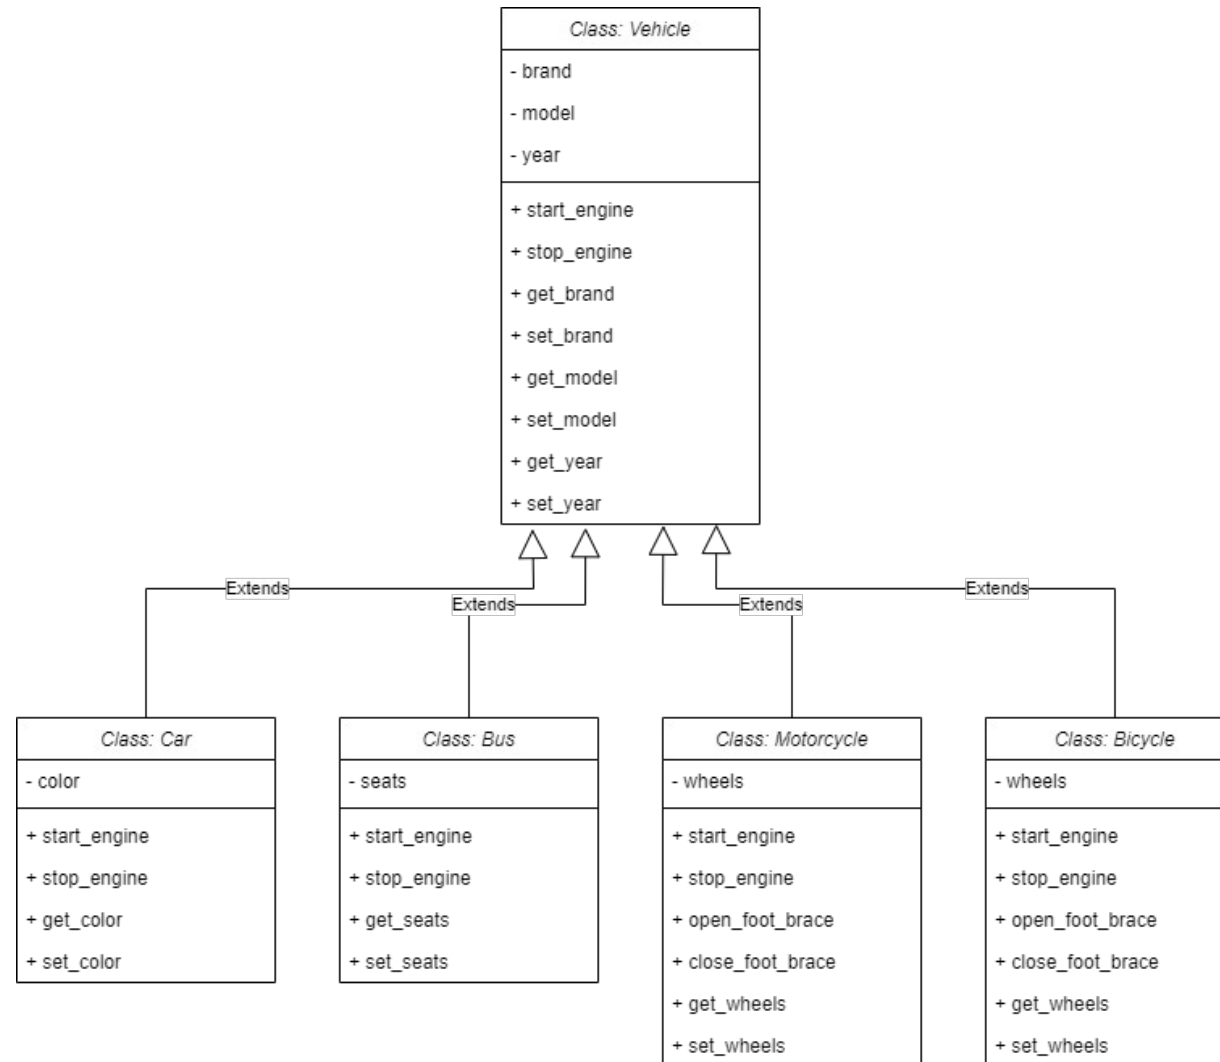 Class: Vehicle
- brand
- model
- year
+ start_engine
+ stop_engine
+ get_brand
+ set_brand
+ get_model
+ set_model
+ get_year
+ set_year
Extends
Extends
Extends
Extends
Class: Car
- color
+ start_engine
+ stop_engine
+ get_color
+ set_color
Class: Bus
- seats
+ start_engine
+ stop_engine
+ get_seats
+ set_seats
Class: Motorcycle
- wheels
+ start_engine
+ stop_engine
+ open_foot_brace
+ close_foot_brace
+ get_wheels
+ set_wheels
Class: Bicycle
- wheels
+ start_engine
+ stop_engine
+ open_foot_brace
+ close_foot_brace
+ get_wheels
+ set_wheels